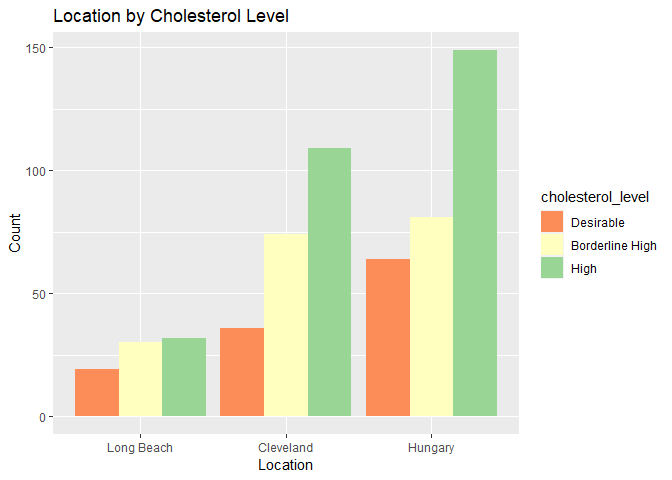 Location by Cholesterol Level
150
100
50
0
Count
Long Beach
Cleveland
Hungary
Location
cholesterol_level
Desirable
Borderline High
High